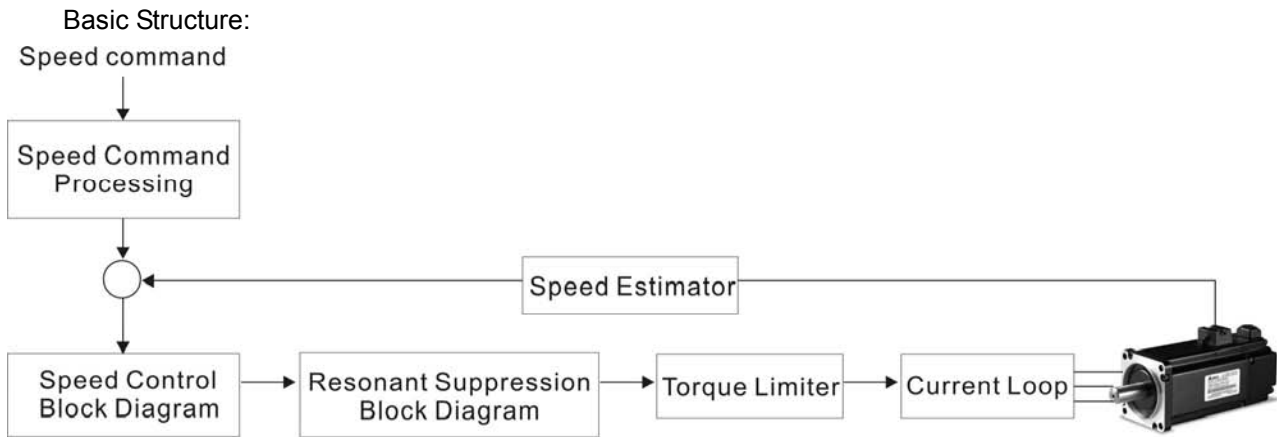 Basic Structure:
Speed command
Speed Command
Processing
Speed Estimator
Speed Control
Block Diagram
Resonant Suppression
Block Diagram
Torque Limiter
Current Loop